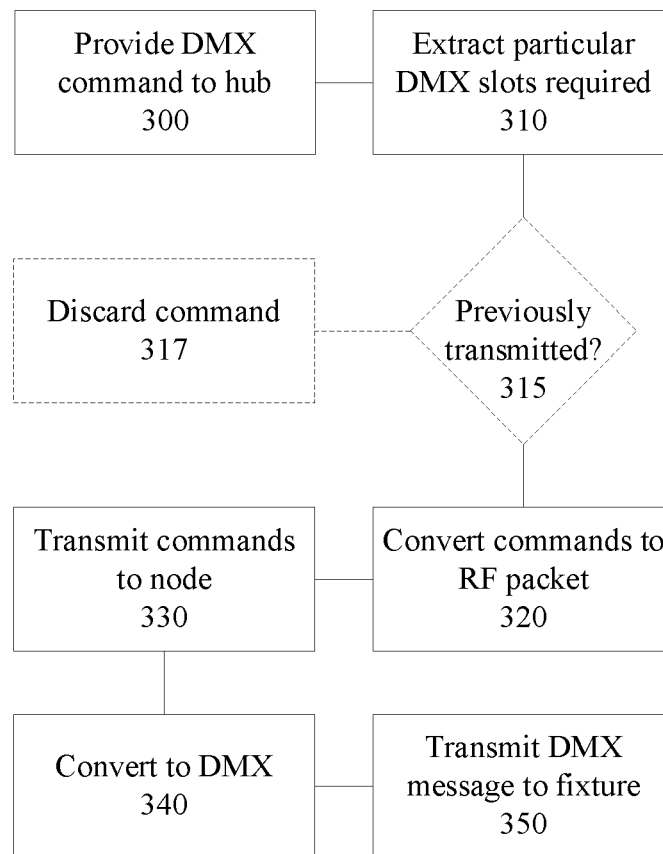 Provide DMX
command to hub
300
Extract particular
DMX slots required
310
Previously
transmitted?
315
Discard command
317
Convert commands to
RF packet
320
Transmit commands
to node
330
Convert to DMX
340
Transmit DMX
message to fixture
350